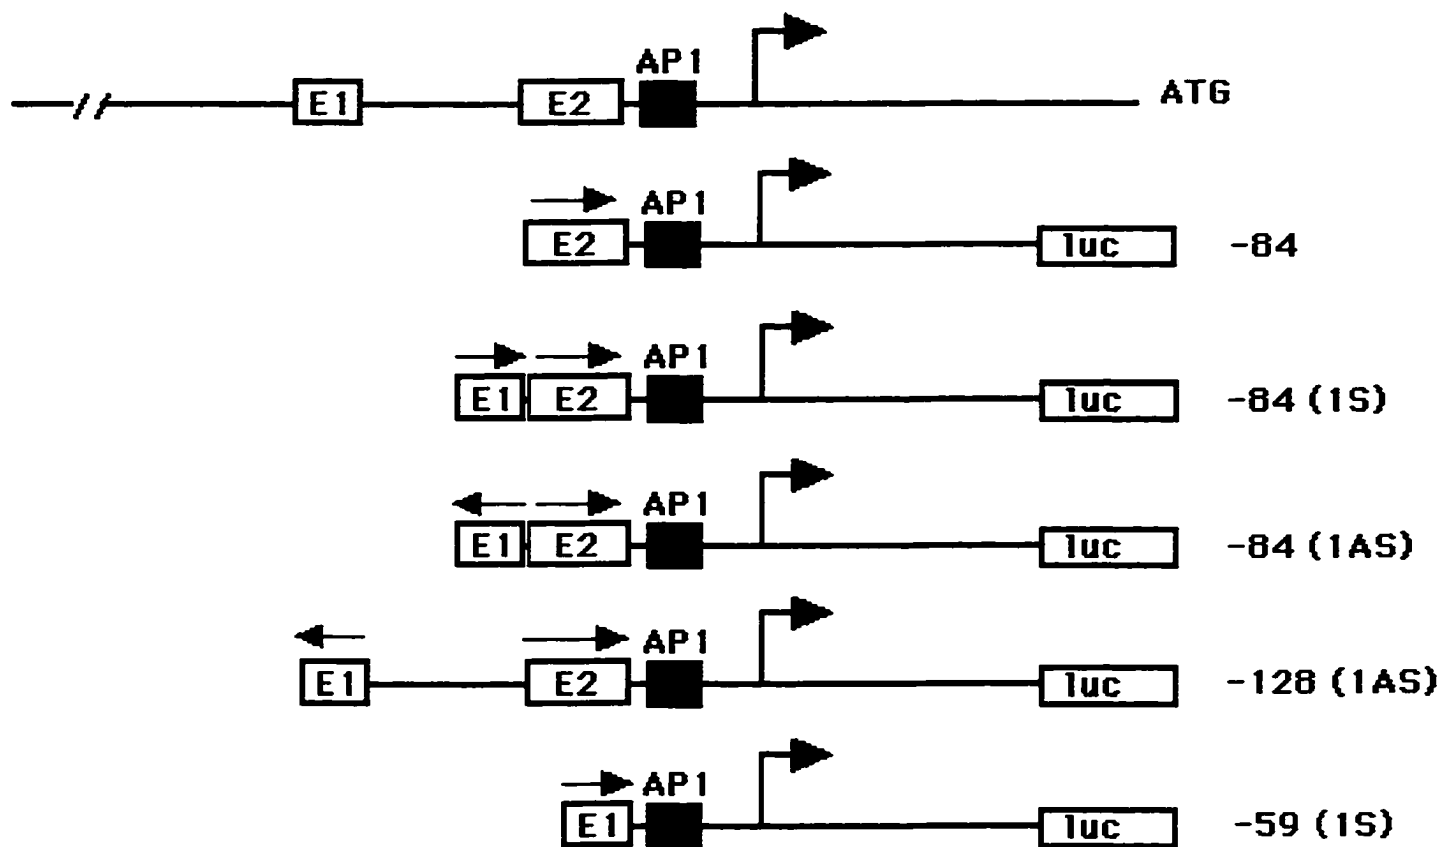 AP1
E1 E2 ATG
AP1
E2 luc -84
AP1
E1 E2 luc -84 (1S)
AP1
E1 E2 luc -84 (1AS)
AP1
E1 E2 luc -128 (1AS)
AP1
E1 luc -59 (1S)